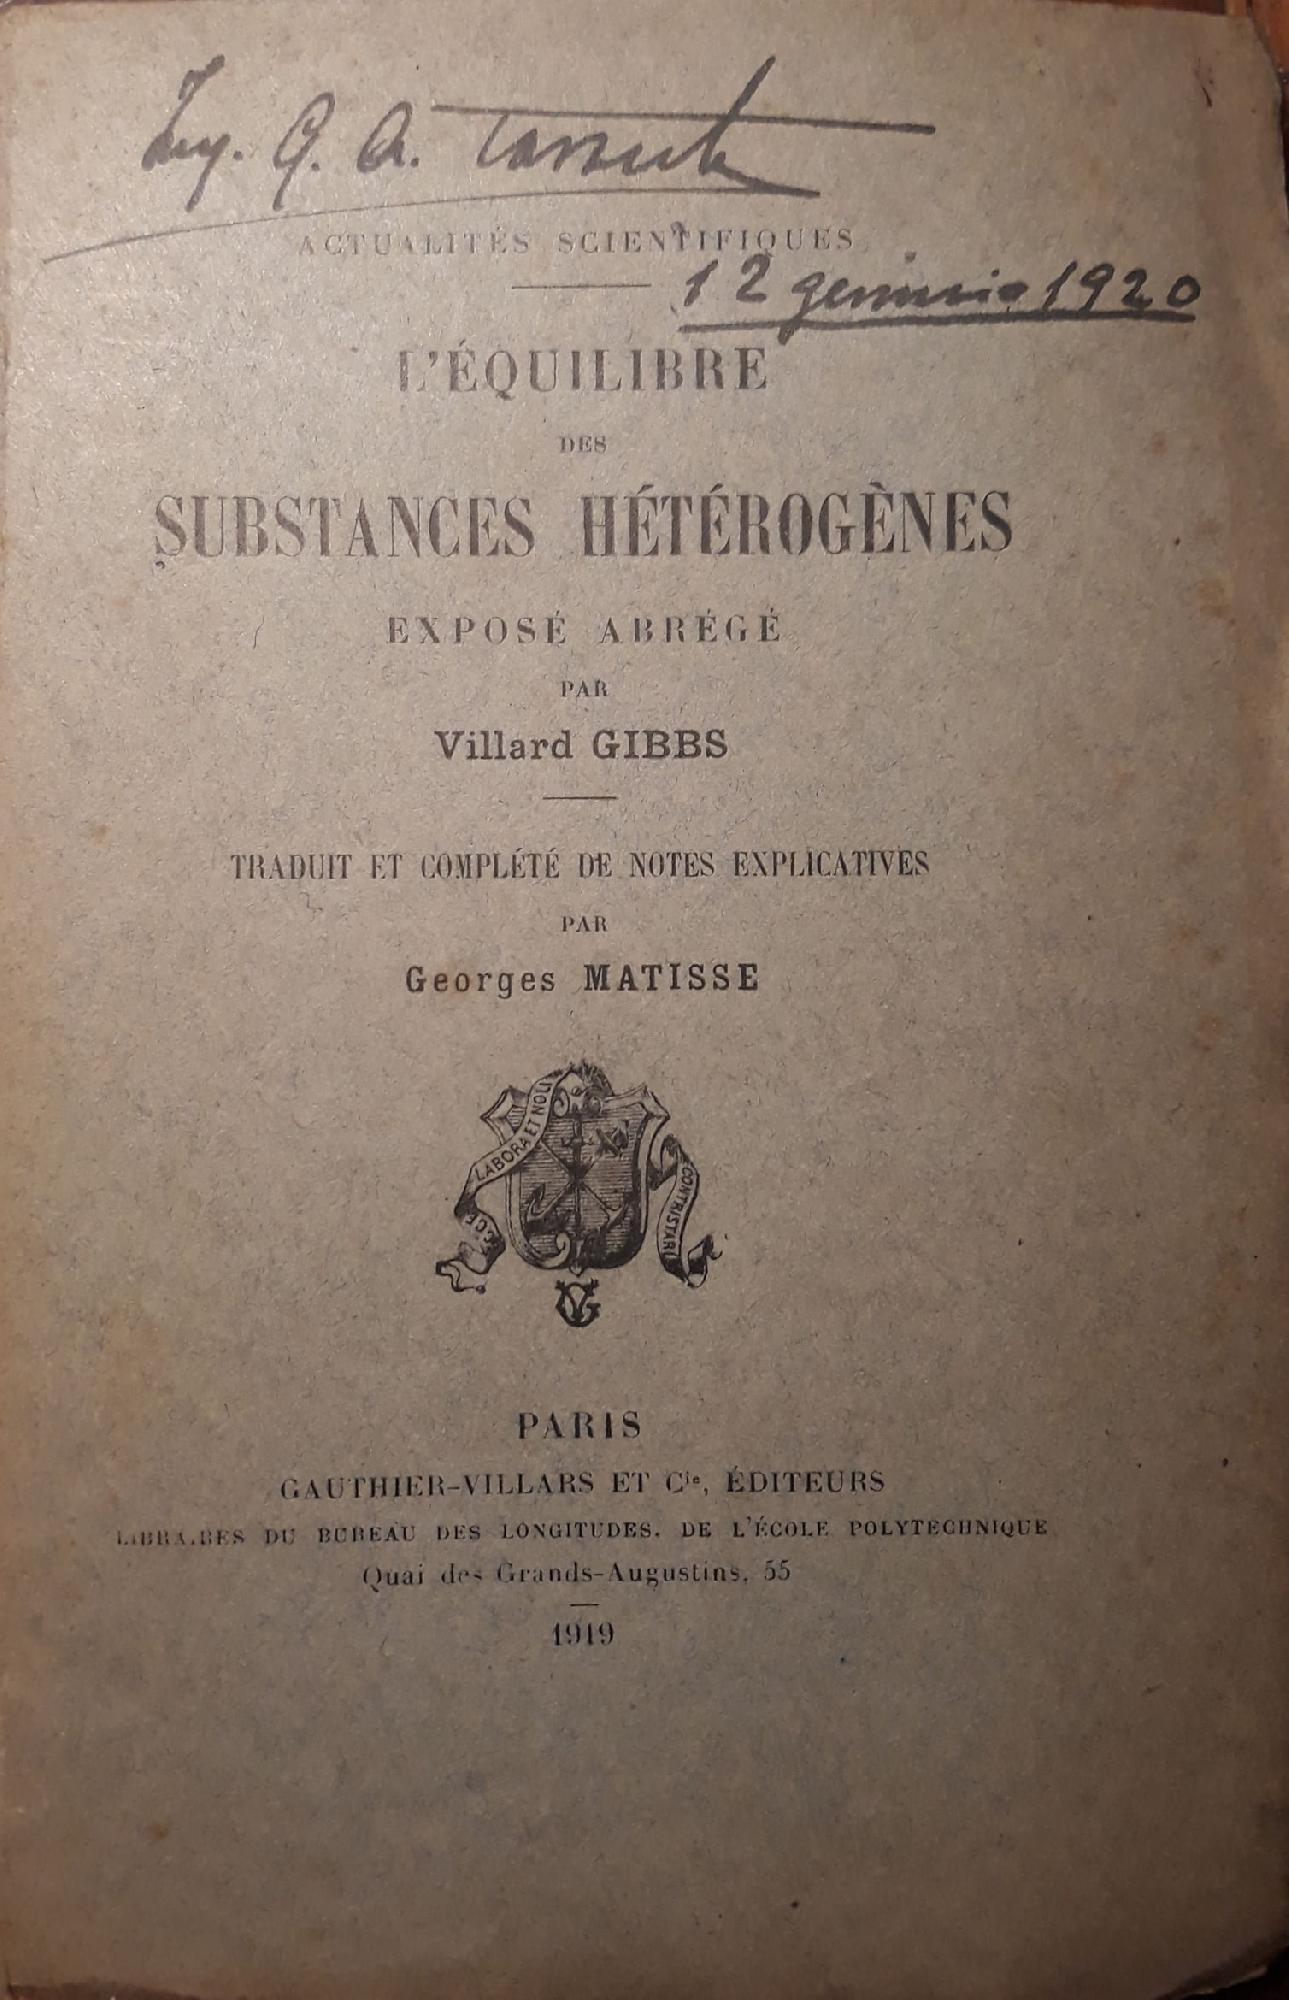 Ing. G. A.
ACTUALITÉS SCIENTIFIQUES
12 gennaio 1920
L'ÉQUILIBRE
DES
SUBSTANCES HÉTÉROGÈNES
EXPOSÉ ABRÉGÉ
PAR
Villard GIBBS
TRADUIT ET COMPLÉTÉ DE NOTES EXPLICATIVES
PAR
Georges MATISSE
LABORA ET NOLI
CONTRISTARI
PARIS
GAUTHIER-VILLARS ET Cie, ÉDITEURS
LIBRAIRES DU BUREAU DES LONGITUDES, DE L'ÉCOLE POLYTECHNIQUE
Quai des Grands-Augustins, 55
1919